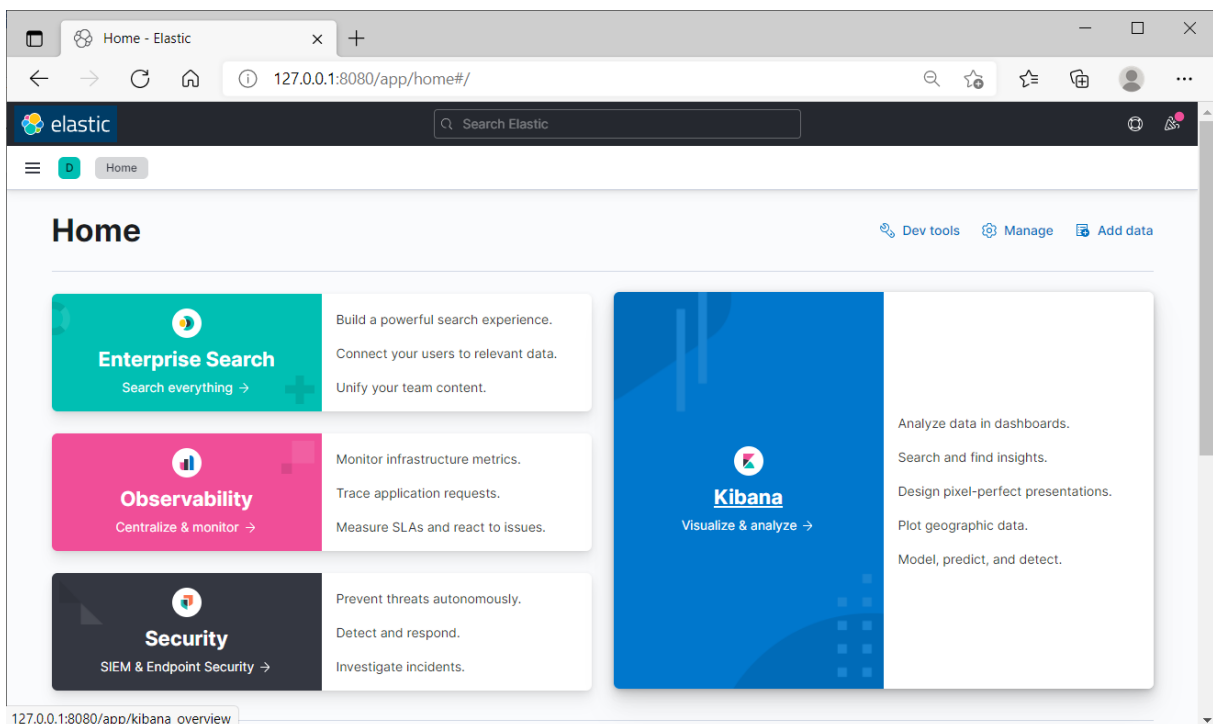 Home - Elastic
127.0.0.1:8080/app/home#/
elastic
Search Elastic
D
Home
Home
Dev tools
Manage
Add data
Enterprise Search
Search everything →
Build a powerful search experience.
Connect your users to relevant data.
Unify your team content.
Observability
Centralize & monitor →
Monitor infrastructure metrics.
Trace application requests.
Measure SLAs and react to issues.
Security
SIEM & Endpoint Security →
Prevent threats autonomously.
Detect and respond.
Investigate incidents.
Kibana
Visualize & analyze →
Analyze data in dashboards.
Search and find insights.
Design pixel-perfect presentations.
Plot geographic data.
Model, predict, and detect.
127.0.0.1:8080/app/kibana_overview